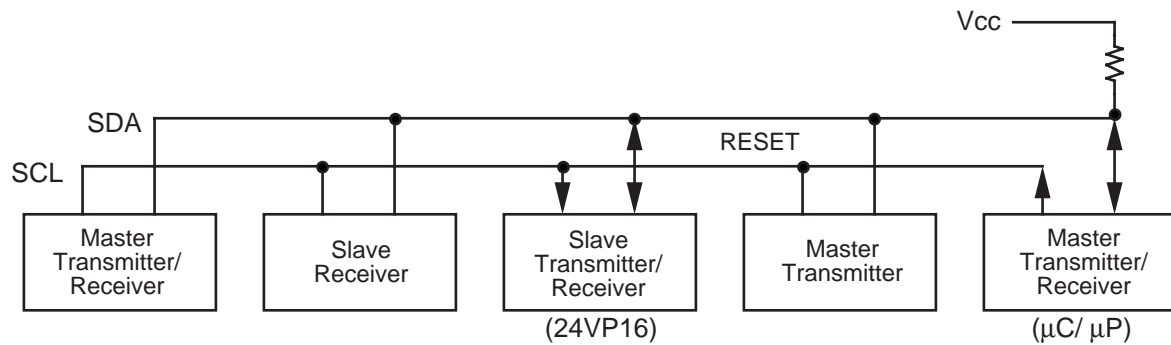 Vcc
SDA
RESET
SCL
Master
Transmitter/
Receiver
Slave
Receiver
Slave
Transmitter/
Receiver
(24VP16)
Master
Transmitter
Master
Transmitter/
Receiver
(μC/ μP)